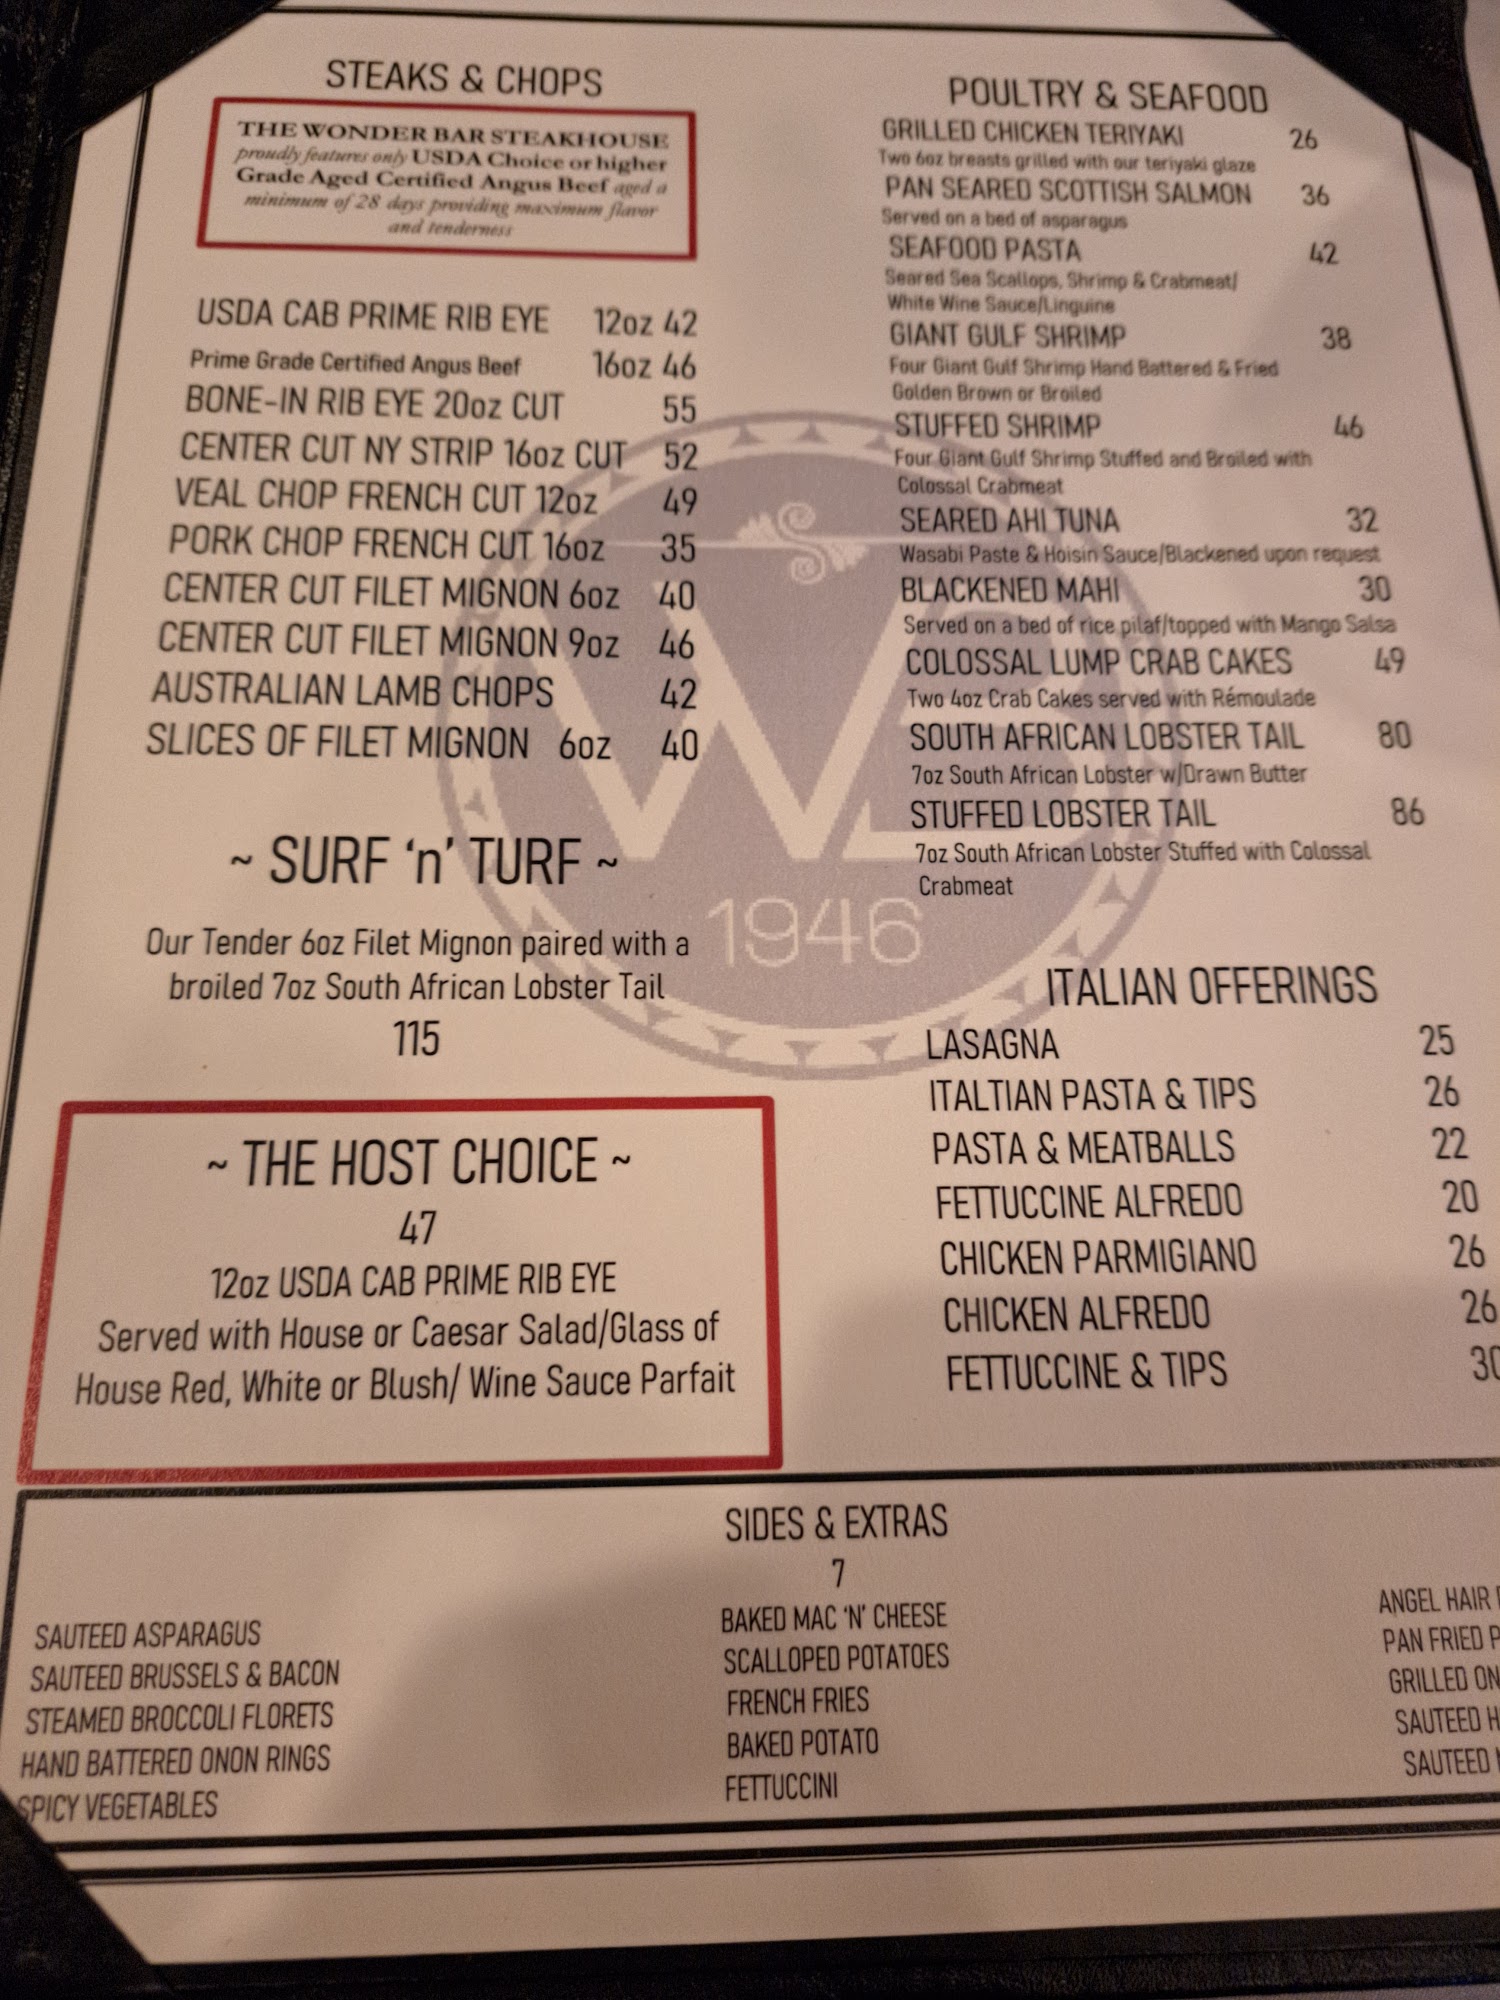 STEAKS & CHOPS
THE WONDER BAR STEAKHOUSE
proudly features only USDA Choice or higher
Grade Aged Certified Angus Beef aged a
minimum of 28 days providing maximum flavor
and tenderness
USDA CAB PRIME RIB EYE 12oz 42
Prime Grade Certified Angus Beef 16oz 46
BONE-IN RIB EYE 20oz CUT 55
CENTER CUT NY STRIP 16oz CUT 52
VEAL CHOP FRENCH CUT 12oz 49
PORK CHOP FRENCH CUT 16oz 35
CENTER CUT FILET MIGNON 6oz 40
CENTER CUT FILET MIGNON 9oz 46
AUSTRALIAN LAMB CHOPS 42
SLICES OF FILET MIGNON 6oz 40
~ SURF ‘n’ TURF ~
Our Tender 6oz Filet Mignon paired with a
broiled 7oz South African Lobster Tail
115
~ THE HOST CHOICE ~
47
12oz USDA CAB PRIME RIB EYE
Served with House or Caesar Salad/Glass of
House Red, White or Blush/ Wine Sauce Parfait
POULTRY & SEAFOOD
GRILLED CHICKEN TERIYAKI 26
Two 6oz breasts grilled with our teriyaki glaze
PAN SEARED SCOTTISH SALMON 36
Served on a bed of asparagus
SEAFOOD PASTA 42
Seared Sea Scallops, Shrimp & Crabmeat/
White Wine Sauce/Linguine
GIANT GULF SHRIMP 38
Four Giant Gulf Shrimp Hand Battered & Fried
Golden Brown or Broiled
STUFFED SHRIMP 46
Four Giant Gulf Shrimp Stuffed and Broiled with
Colossal Crabmeat
SEARED AHI TUNA 32
Wasabi Paste & Hoisin Sauce/Blackened upon request
BLACKENED MAHI 30
Served on a bed of rice pilaf/topped with Mango Salsa
COLOSSAL LUMP CRAB CAKES 49
Two 4oz Crab Cakes served with Rémoulade
SOUTH AFRICAN LOBSTER TAIL 80
7oz South African Lobster w/Drawn Butter
STUFFED LOBSTER TAIL 86
7oz South African Lobster Stuffed with Colossal
Crabmeat
WB
1946
ITALIAN OFFERINGS
LASAGNA 25
ITALTIAN PASTA & TIPS 26
PASTA & MEATBALLS 22
FETTUCCINE ALFREDO 20
CHICKEN PARMIGIANO 26
CHICKEN ALFREDO 26
FETTUCCINE & TIPS 30
SIDES & EXTRAS
7
SAUTEED ASPARAGUS
SAUTEED BRUSSELS & BACON
STEAMED BROCCOLI FLORETS
HAND BATTERED ONON RINGS
SPICY VEGETABLES
BAKED MAC ‘N’ CHEESE
SCALLOPED POTATOES
FRENCH FRIES
BAKED POTATO
FETTUCCINI
ANGEL HAIR
PAN FRIED P
GRILLED ON
SAUTEED H
SAUTEED